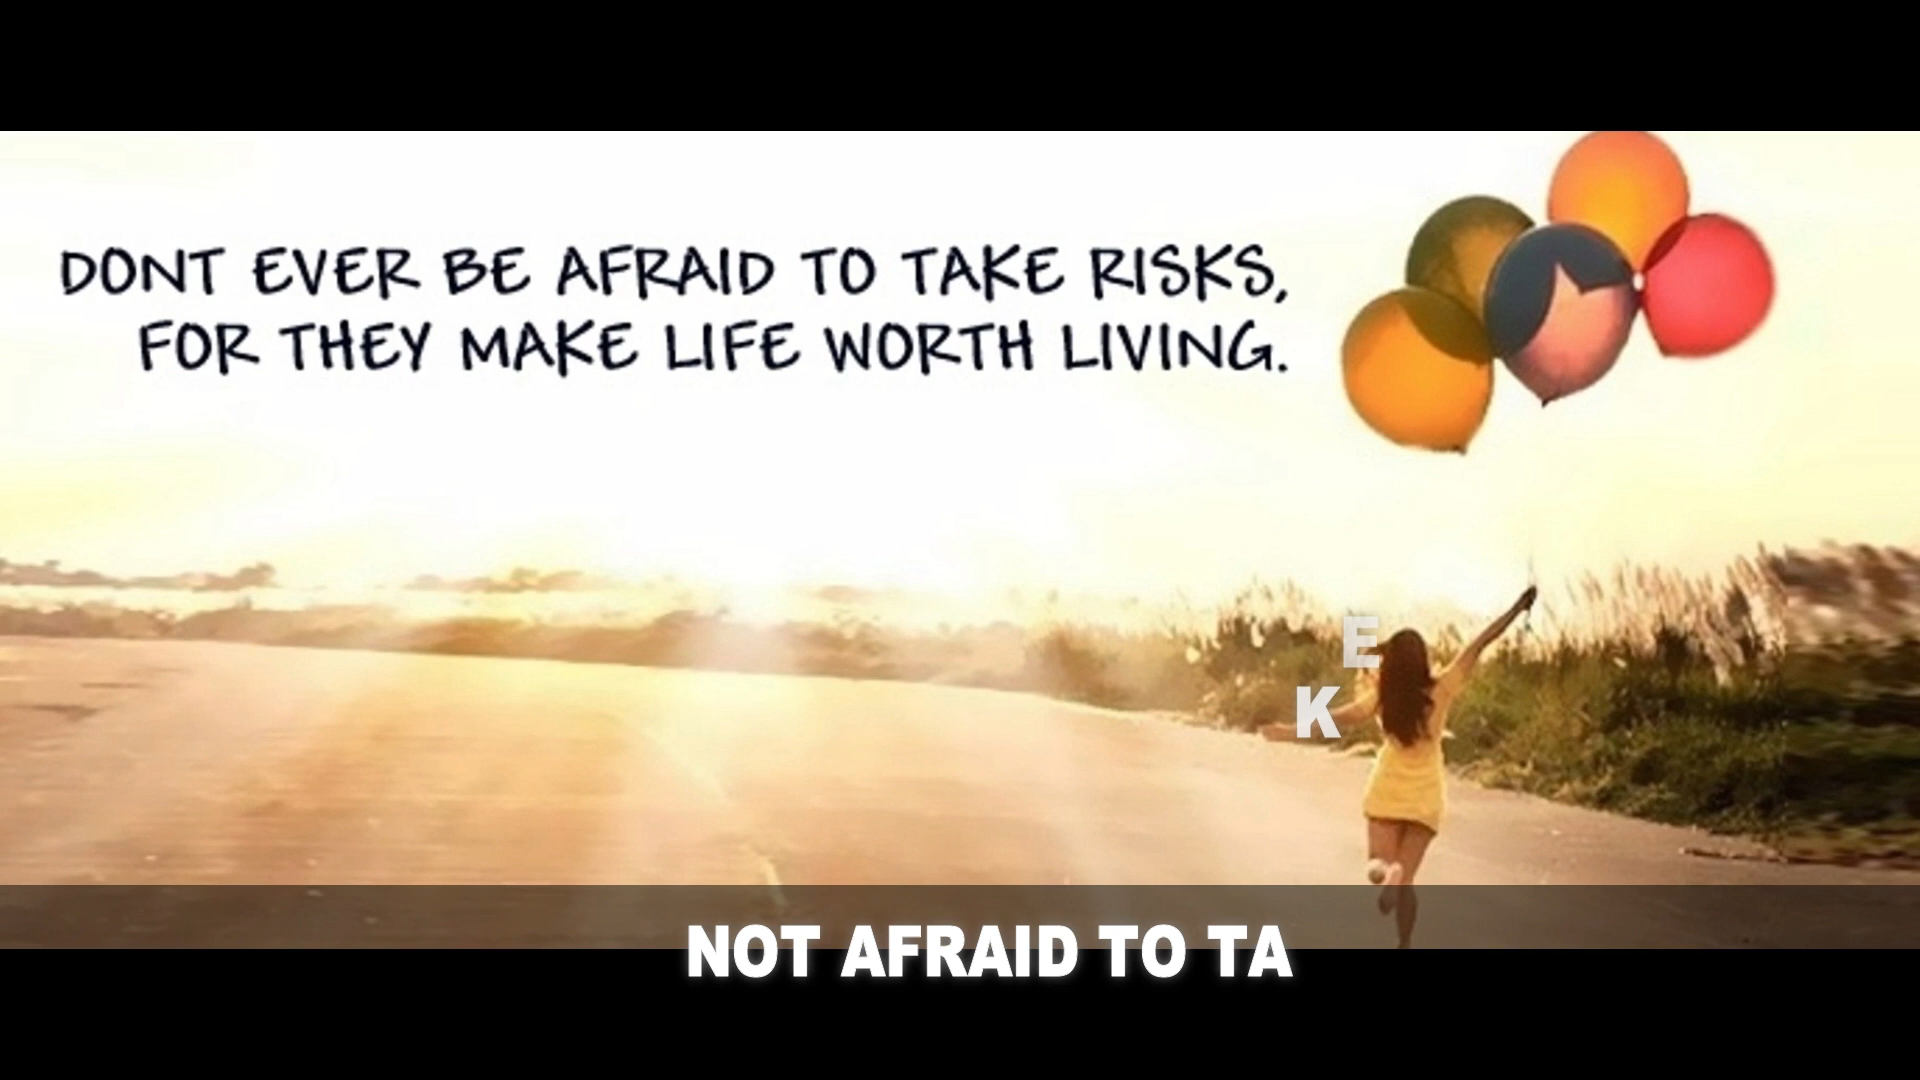 DONT EVER BE AFRAID TO TAKE RISKS,
FOR THEY MAKE LIFE WORTH LIVING.
E
K
NOT AFRAID TO TA